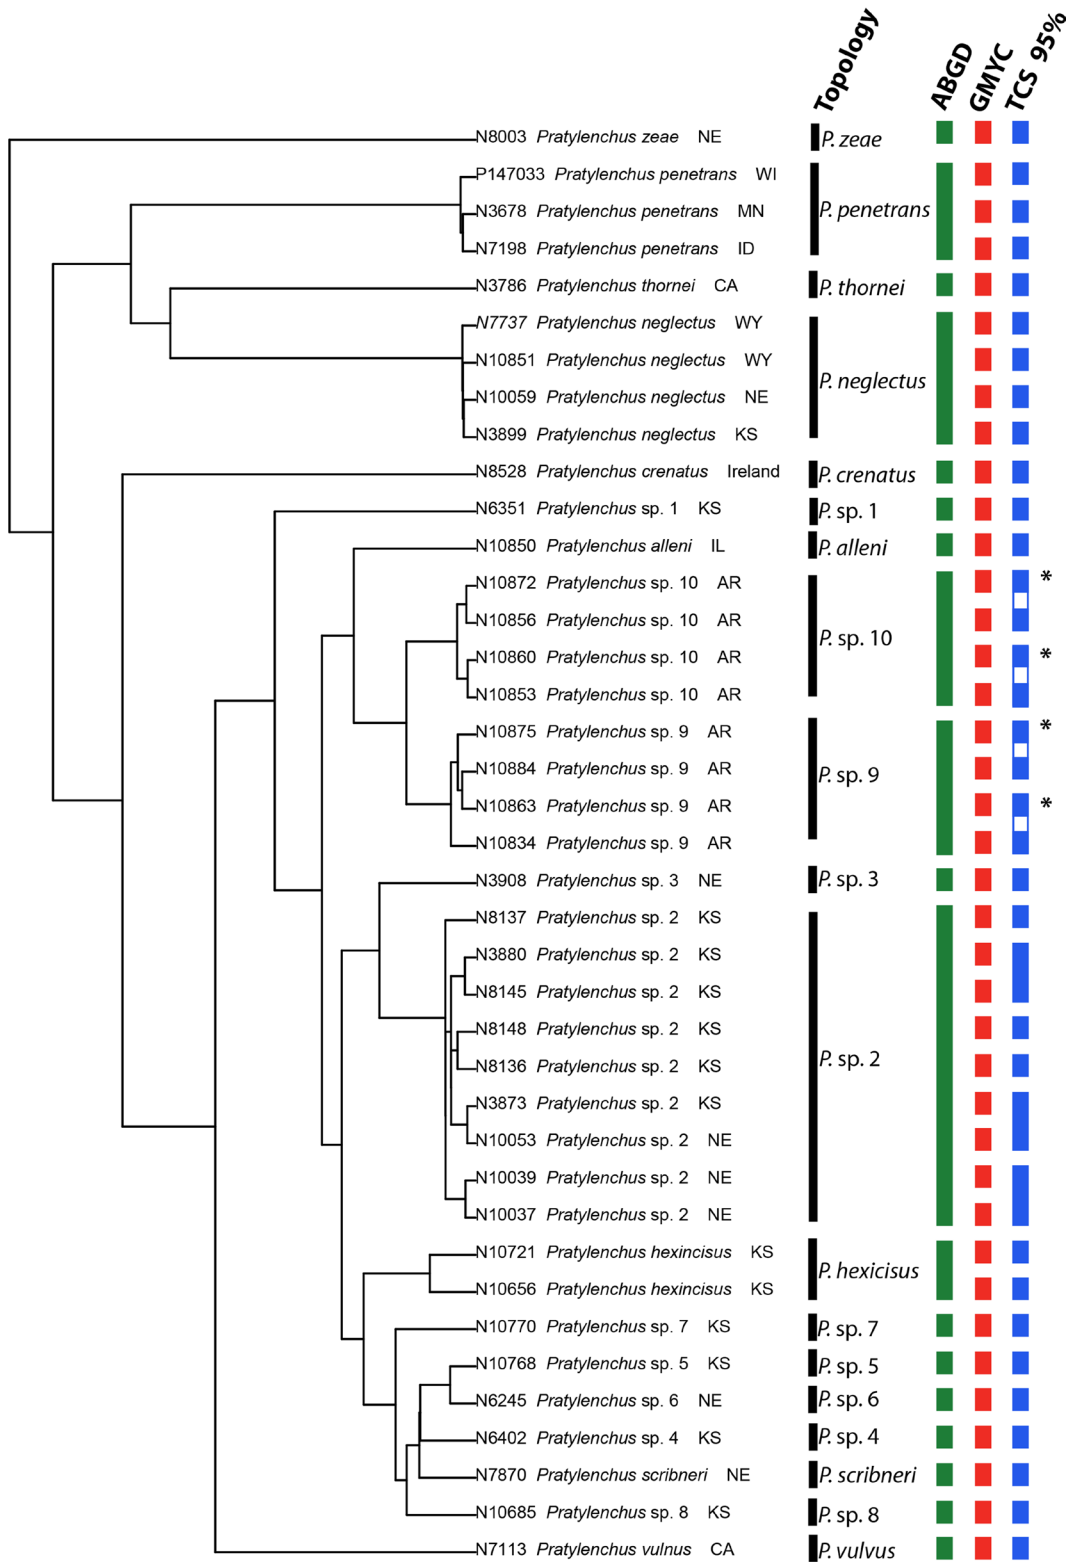 Topology ABGD GMYC TCS 95%
N8003 Pratylenchus zeae NE P. zeae
P147033 Pratylenchus penetrans WI
N3678 Pratylenchus penetrans MN P. penetrans
N7198 Pratylenchus penetrans ID
N3786 Pratylenchus thornei CA P. thornei
N7737 Pratylenchus neglectus WY
N10851 Pratylenchus neglectus WY
P. neglectus
N10059 Pratylenchus neglectus NE
N3899 Pratylenchus neglectus KS
N8528 Pratylenchus crenatus Ireland P. crenatus
N6351 Pratylenchus sp. 1 KS P. sp. 1
N10850 Pratylenchus alleni IL P. alleni
N10872 Pratylenchus sp. 10 AR *
N10856 Pratylenchus sp. 10 AR
P. sp. 10
N10860 Pratylenchus sp. 10 AR *
N10853 Pratylenchus sp. 10 AR
N10875 Pratylenchus sp. 9 AR *
N10884 Pratylenchus sp. 9 AR P. sp. 9
N10863 Pratylenchus sp. 9 AR *
N10834 Pratylenchus sp. 9 AR
N3908 Pratylenchus sp. 3 NE P. sp. 3
N8137 Pratylenchus sp. 2 KS
N3880 Pratylenchus sp. 2 KS
N8145 Pratylenchus sp. 2 KS
N8148 Pratylenchus sp. 2 KS
N8136 Pratylenchus sp. 2 KS P. sp. 2
N3873 Pratylenchus sp. 2 KS
N10053 Pratylenchus sp. 2 NE
N10039 Pratylenchus sp. 2 NE
N10037 Pratylenchus sp. 2 NE
N10721 Pratylenchus hexincisus KS
P. hexicisus
N10656 Pratylenchus hexincisus KS
N10770 Pratylenchus sp. 7 KS P. sp. 7
N10768 Pratylenchus sp. 5 KS P. sp. 5
N6245 Pratylenchus sp. 6 NE P. sp. 6
N6402 Pratylenchus sp. 4 KS P. sp. 4
N7870 Pratylenchus scribneri NE P. scribneri
N10685 Pratylenchus sp. 8 KS P. sp. 8
N7113 Pratylenchus vulnus CA P. vulvus